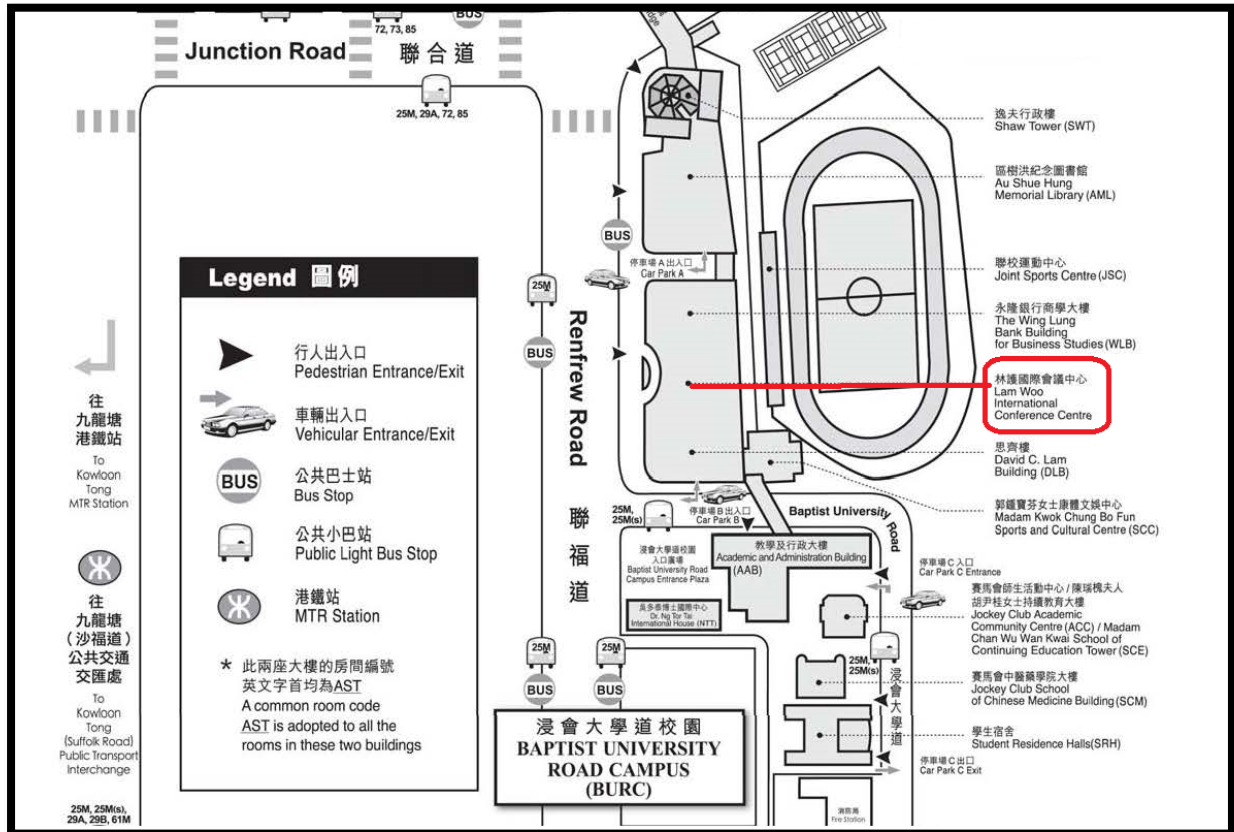 72, 73, 85
BUS
Junction Road 聯合道
25M, 29A, 72, 85
逸夫行政樓
Shaw Tower (SWT)
區樹洪紀念圖書館
Au Shue Hung
Memorial Library (AML)
BUS
停車場A出入口
Car Park A
聯校運動中心
Joint Sports Centre (JSC)
永隆銀行商學大樓
The Wing Lung
Bank Building
for Business Studies (WLB)
林護國際會議中心
Lam Woo
International
Conference Centre
思齊樓
David C. Lam
Building (DLB)
郭鍾寶芬女士康體文娛中心
Madam Kwok Chung Bo Fun
Sports and Cultural Centre (SCC)
Legend 圖例
行人出入口
Pedestrian Entrance/Exit
車輛出入口
Vehicular Entrance/Exit
BUS
公共巴士站
Bus Stop
公共小巴站
Public Light Bus Stop
港鐵站
MTR Station
* 此兩座大樓的房間編號
英文字首均為AST
A common room code
AST is adopted to all the
rooms in these two buildings
往
九龍塘
港鐵站
To
Kowloon
Tong
MTR Station
往
九龍塘
(沙福道)
公共交通
交匯處
To
Kowloon
Tong
(Suffolk Road)
Public Transport
Interchange
25M, 25M(s),
29A, 29B, 61M
25M
BUS
Renfrew Road
聯福道
25M,
25M(s)
停車場B出入口
Car Park B
Baptist University Road
浸會大學道校園
入口廣場
Baptist University Road
Campus Entrance Plaza
教學及行政大樓
Academic and Administration Building
(AAB)
吳多泰博士國際中心
Dr. Ng Tor Tai
International House (NTT)
停車場C入口
Car Park C Entrance
賽馬會師生活動中心 / 陳瑞槐夫人
胡尹桂女士持續教育大樓
Jockey Club Academic
Community Centre (ACC) / Madam
Chan Wu Wan Kwai School of
Continuing Education Tower (SCE)
25M,
25M(s)
浸會大學道
賽馬會中醫藥學院大樓
Jockey Club School
of Chinese Medicine Building (SCM)
學生宿舍
Student Residence Halls(SRH)
停車場C出口
Car Park C Exit
消防局
Fire Station
25M
25M
BUS
BUS
浸會大學道校園
BAPTIST UNIVERSITY
ROAD CAMPUS
(BURC)